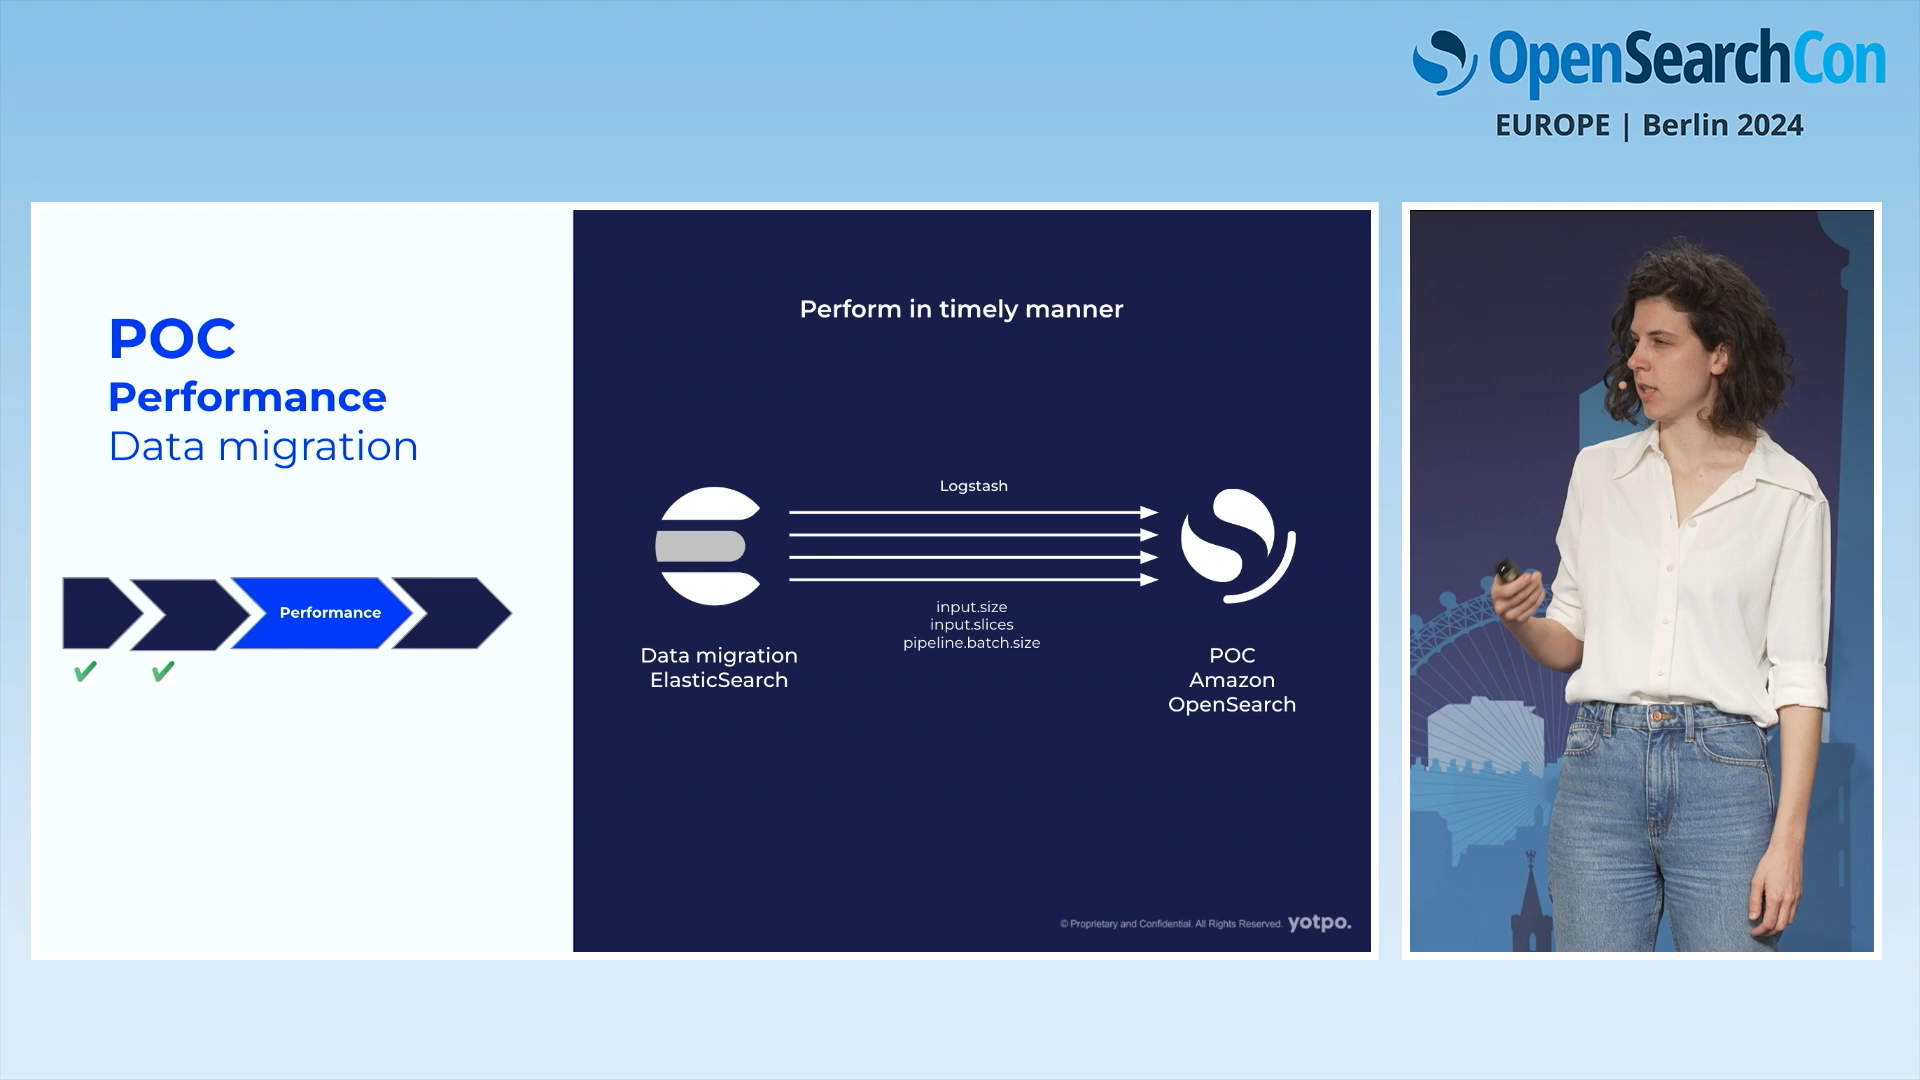 OpenSearchCon
EUROPE | Berlin 2024
POC
Performance
Data migration
Performance
Perform in timely manner
Logstash
input.size
input.slices
pipeline.batch.size
Data migration
ElasticSearch
POC
Amazon
OpenSearch
© Proprietary and Confidential. All Rights Reserved. yotpo.